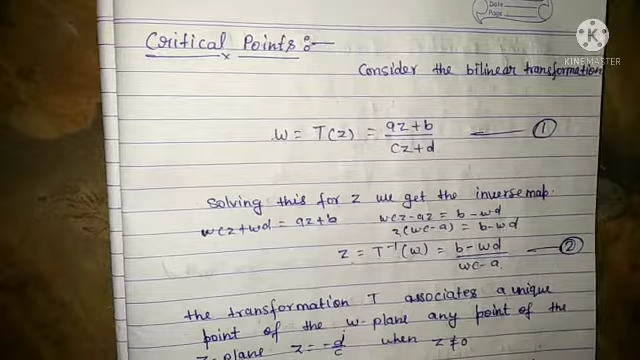 Date
Page
KINEMASTER
Critical Points :-
Consider the bilinear transformation
w = T(z) = az+b / cz+d — ①
Solving this for z we get the inverse map.
wcz+wd = az+b wcz-az = b-wd
z(wc-a) = b-wd
z = T⁻¹(w) = b-wd / wc-a — ②
the transformation T associates a unique
point of the w-plane any point of the
z-plane z = -d/c when z≠0